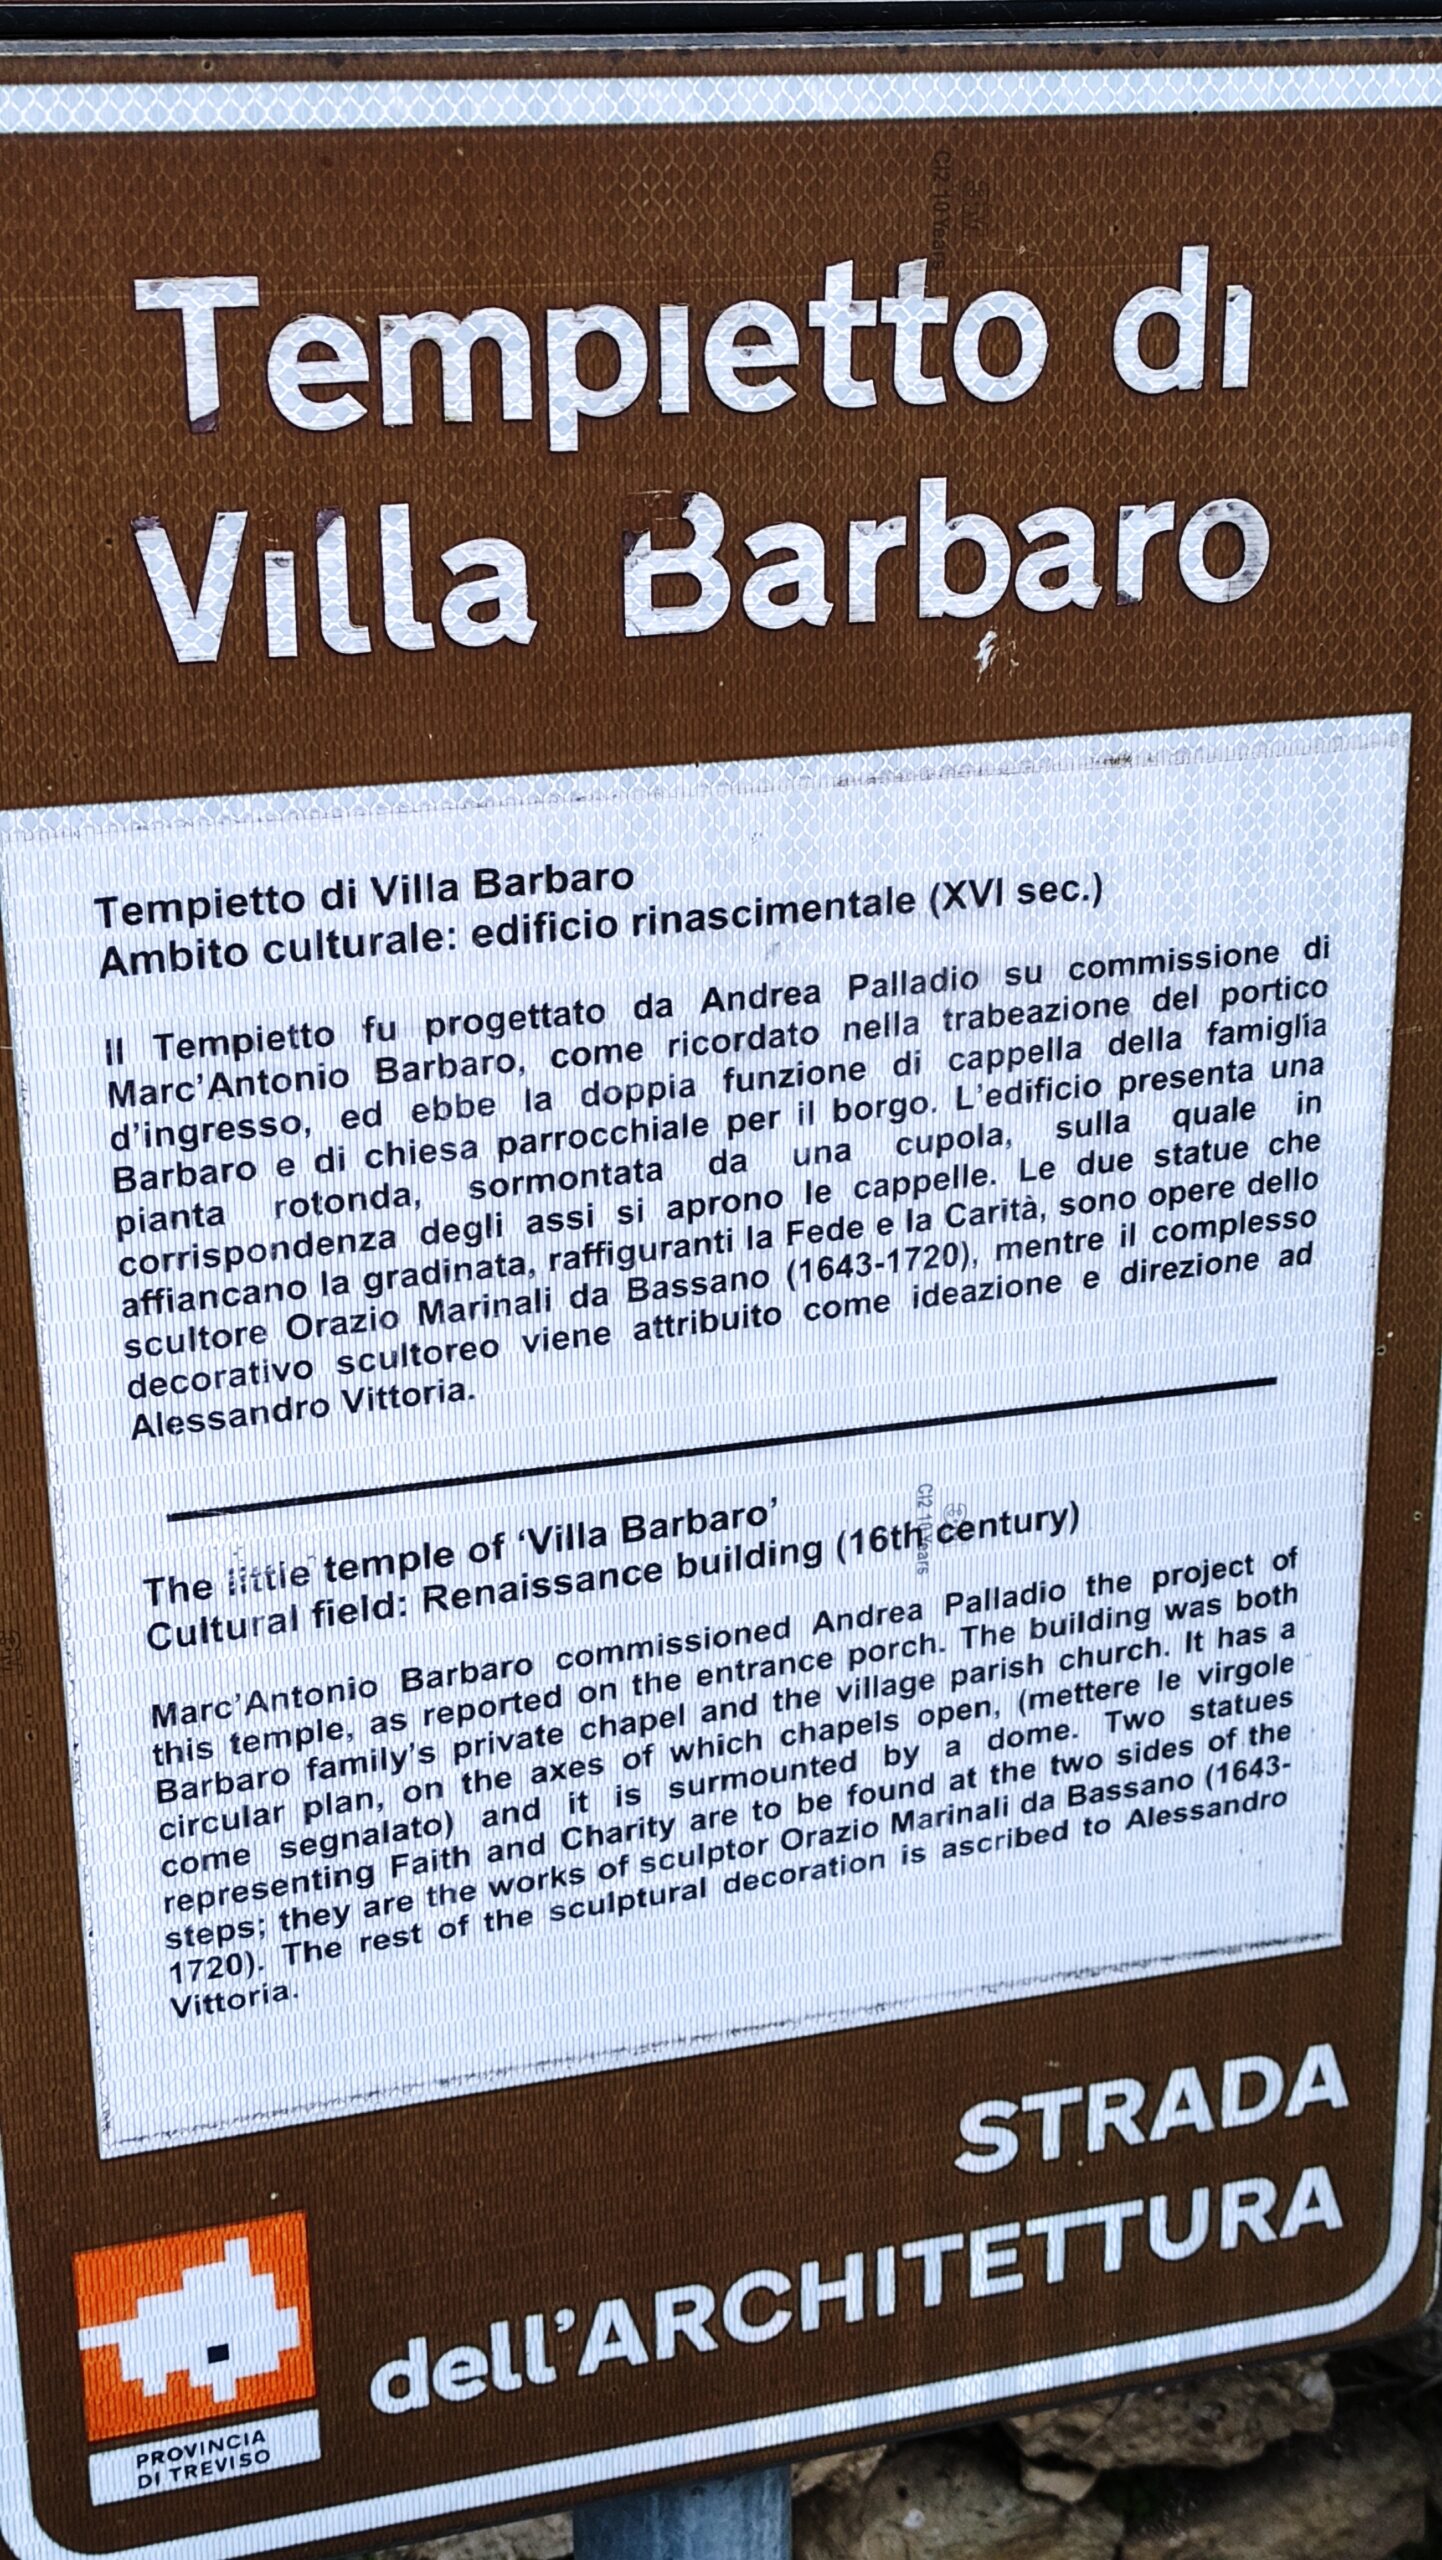 Tempietto di
Villa Barbaro
Tempietto di Villa Barbaro
Ambito culturale: edificio rinascimentale (XVI sec.)
Il Tempietto fu progettato da Andrea Palladio su commissione di
Marc'Antonio Barbaro, come ricordato nella trabeazione del portico
d'ingresso, ed ebbe la doppia funzione di cappella della famiglia
Barbaro e di chiesa parrocchiale per il borgo. L'edificio presenta una
pianta rotonda, sormontata da una cupola, sulla quale in
corrispondenza degli assi si aprono le cappelle. Le due statue che
affiancano la gradinata, raffiguranti la Fede e la Carità, sono opere dello
scultore Orazio Marinali da Bassano (1643-1720), mentre il complesso
decorativo scultoreo viene attribuito come ideazione e direzione ad
Alessandro Vittoria.
The little temple of 'Villa Barbaro'
Cultural field: Renaissance building (16th century)
Marc'Antonio Barbaro commissioned Andrea Palladio the project of
this temple, as reported on the entrance porch. The building was both
Barbaro family's private chapel and the village parish church. It has a
circular plan, on the axes of which chapels open, (mettere le virgole
come segnalato) and it is surmounted by a dome. Two statues
representing Faith and Charity are to be found at the two sides of the
steps; they are the works of sculptor Orazio Marinali da Bassano (1643-
1720). The rest of the sculptural decoration is ascribed to Alessandro
Vittoria.
STRADA
dell'ARCHITETTURA
PROVINCIA
DI TREVISO